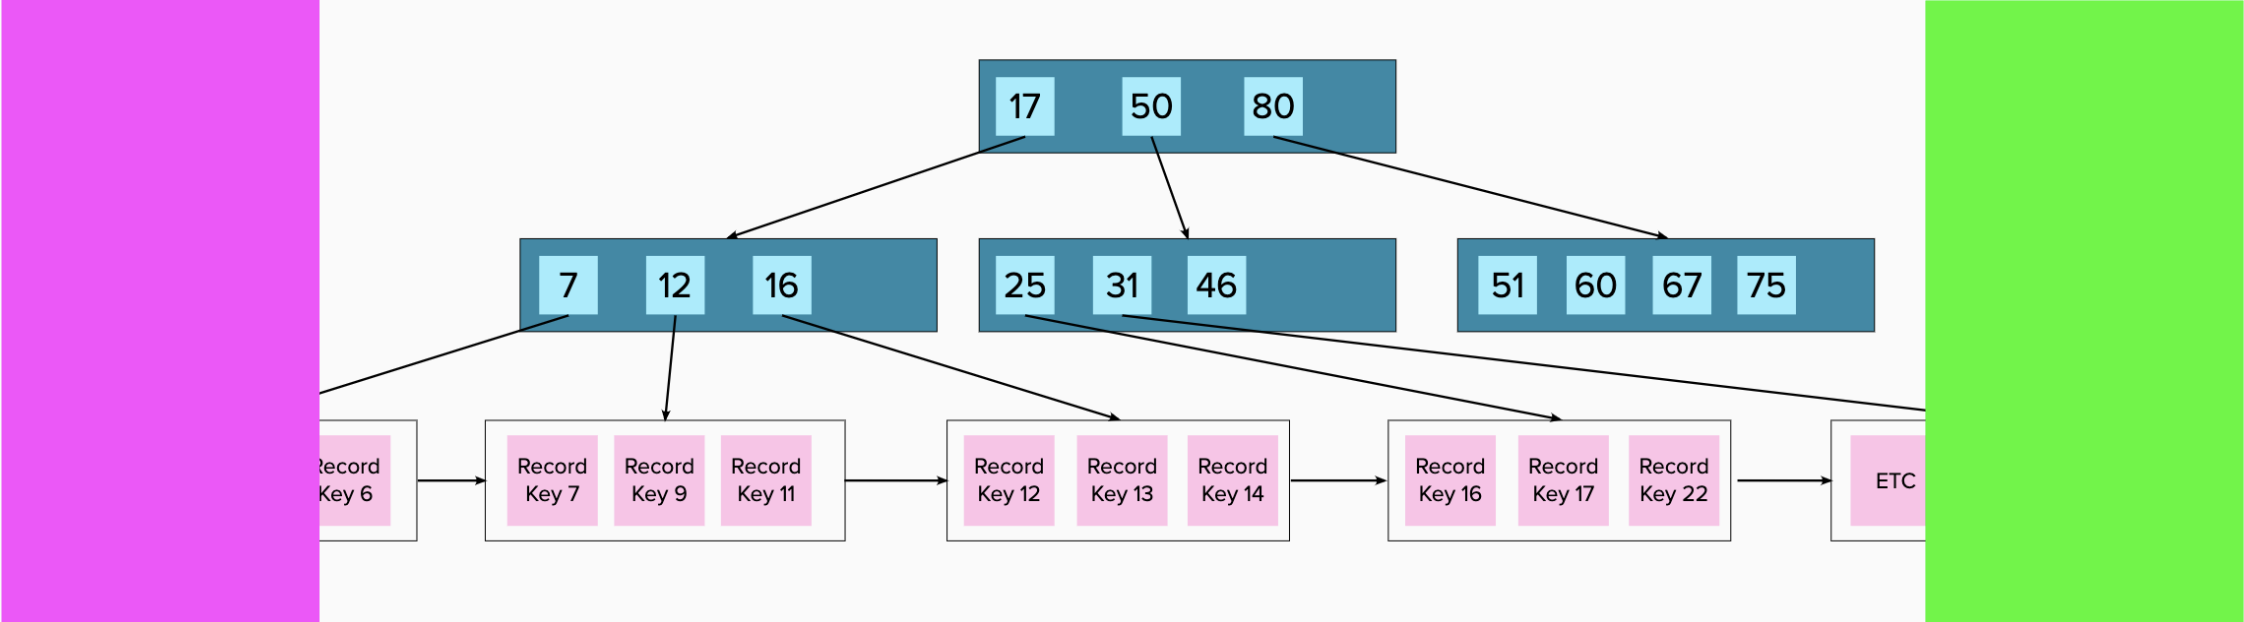 17 50 80
7 12 16
25 31 46
51 60 67 75
Record
Key 6
Record
Key 7
Record
Key 9
Record
Key 11
Record
Key 12
Record
Key 13
Record
Key 14
Record
Key 16
Record
Key 17
Record
Key 22
ETC